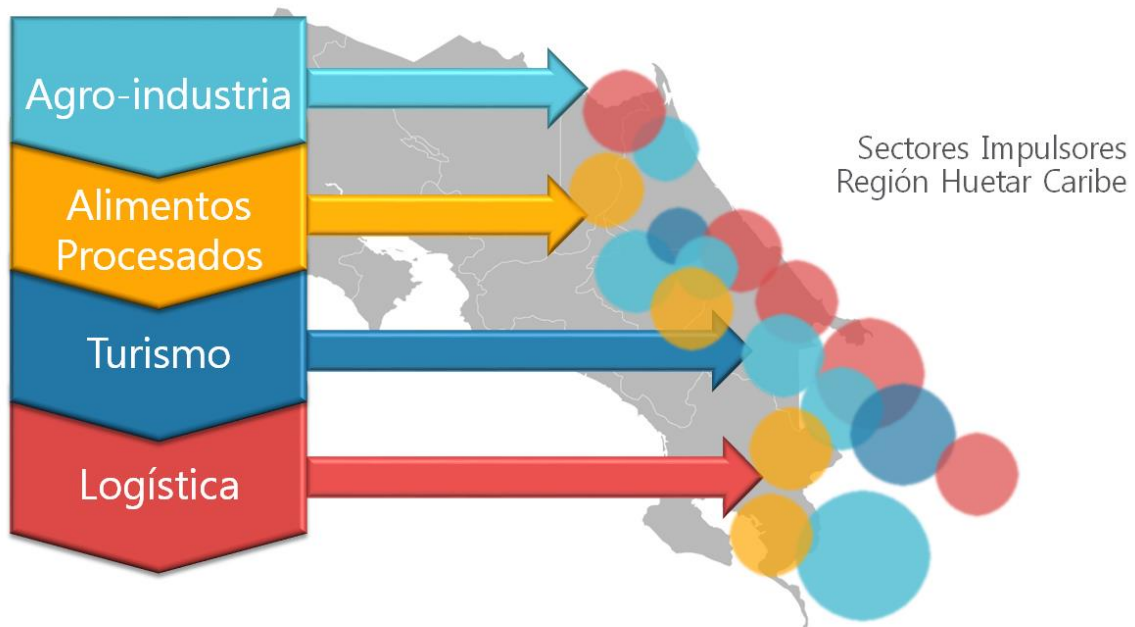 Agro-industria
Alimentos
Procesados
Turismo
Logística
Sectores Impulsores
Región Huetar Caribe